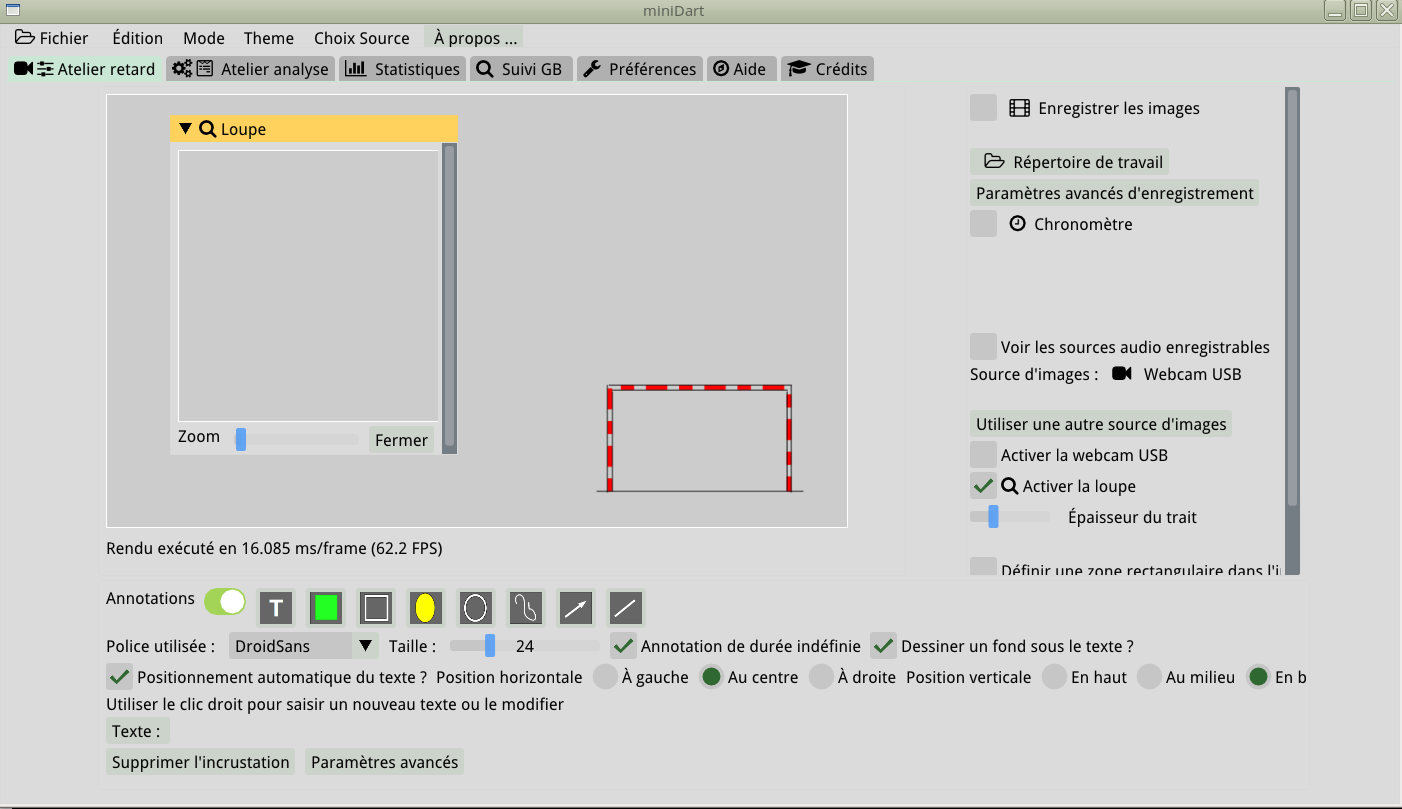 miniDart
Fichier Édition Mode Theme Choix Source À propos ...
Atelier retard Atelier analyse Statistiques Suivi GB Préférences Aide Crédits
Loupe
Zoom Fermer
Rendu exécuté en 16.085 ms/frame (62.2 FPS)
Enregistrer les images
Répertoire de travail
Paramètres avancés d'enregistrement
Chronomètre
Voir les sources audio enregistrables
Source d'images : Webcam USB
Utiliser une autre source d'images
Activer la webcam USB
Activer la loupe
Épaisseur du trait
Définir une zone rectangulaire dans l'i
Annotations T
Police utilisée : DroidSans Taille : 24 Annotation de durée indéfinie Dessiner un fond sous le texte ?
Positionnement automatique du texte ? Position horizontale À gauche Au centre À droite Position verticale En haut Au milieu En b
Utiliser le clic droit pour saisir un nouveau texte ou le modifier
Texte :
Supprimer l'incrustation Paramètres avancés